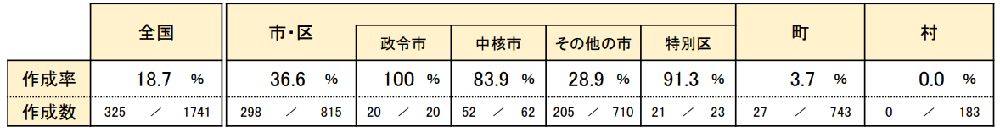 全国 市・区 町 村
政令市 中核市 その他の市 特別区
作成率 18.7 % 36.6 % 100 % 83.9 % 28.9 % 91.3 % 3.7 % 0.0 %
作成数 325 ／ 1741 298 ／ 815 20 ／ 20 52 ／ 62 205 ／ 710 21 ／ 23 27 ／ 743 0 ／ 183